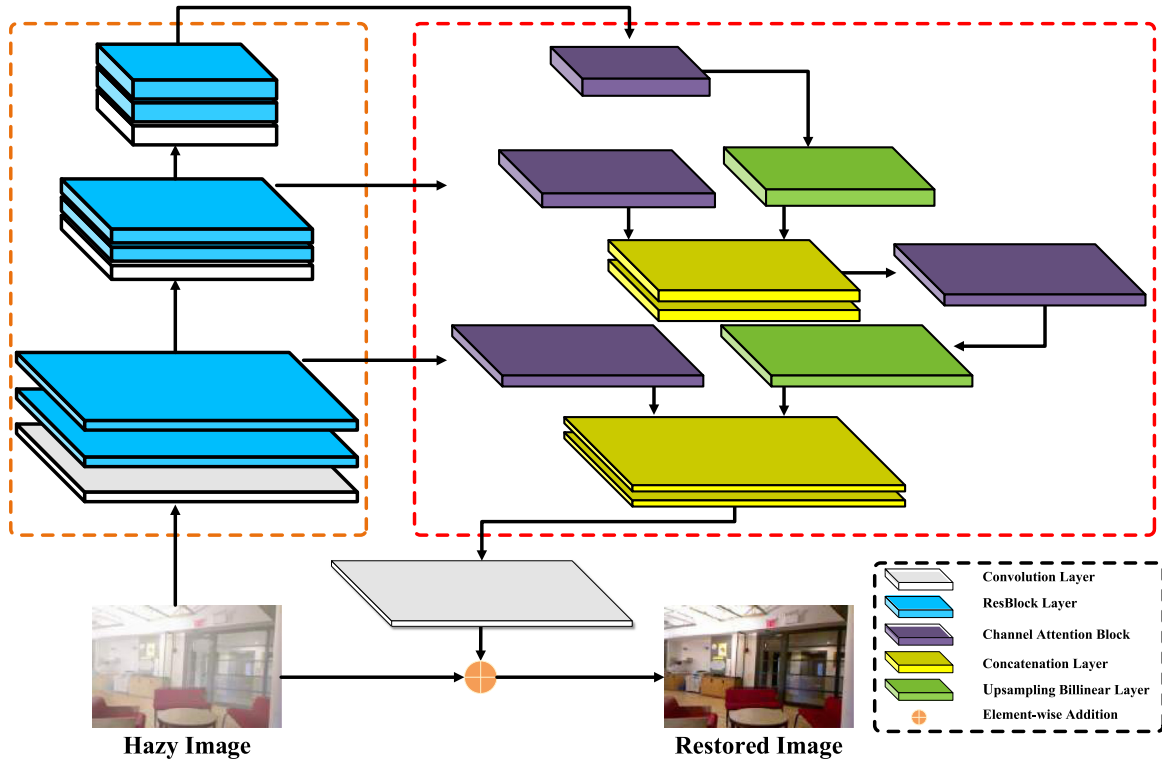 Convolution Layer
ResBlock Layer
Channel Attention Block
Concatenation Layer
Upsampling Billinear Layer
Element-wise Addition
Hazy Image
Restored Image